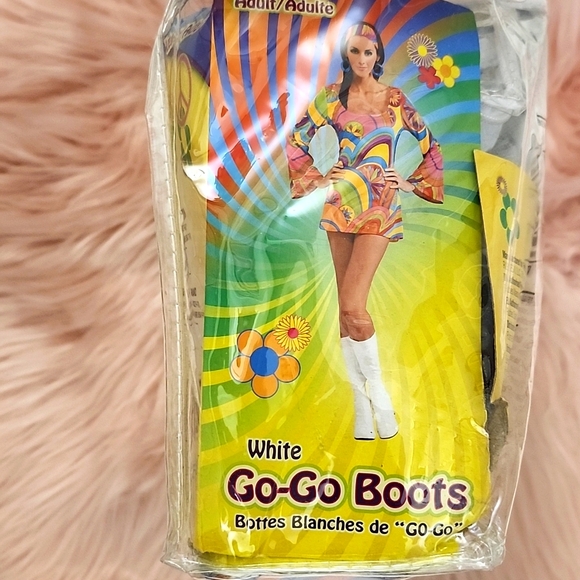 Adult/Adulte
White
Go-Go Boots
Bottes Blanches de "GO-Go"